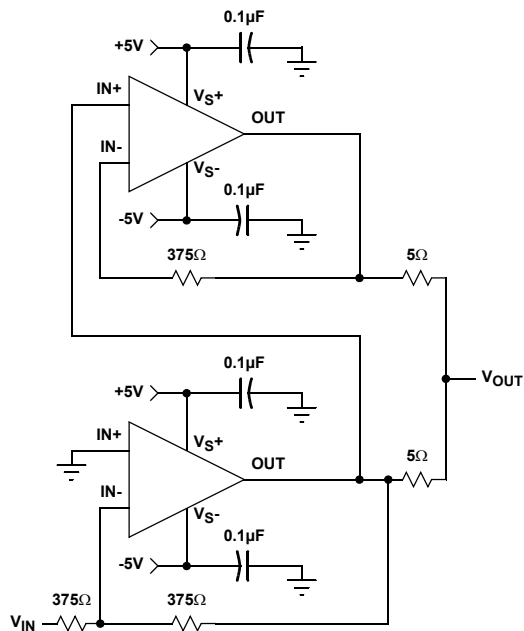 0.1µF
+5V
IN+
VS+
OUT
IN-
VS-
0.1µF
-5V
375Ω
5Ω
VOUT
0.1µF
+5V
IN+
VS+
OUT
5Ω
IN-
VS-
0.1µF
-5V
375Ω
375Ω
VIN